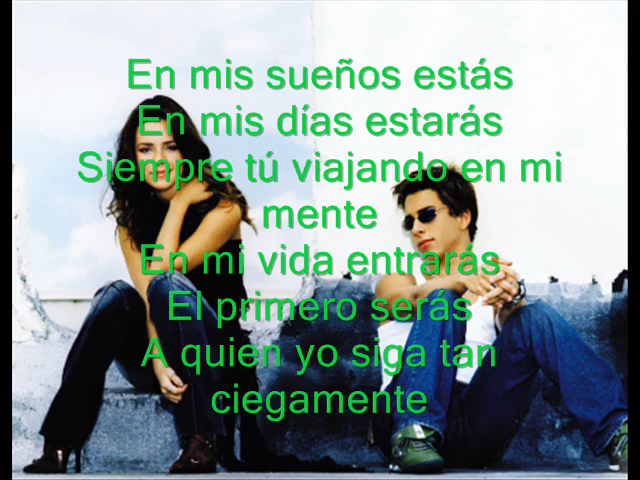 En mis sueños estás
En mis días estarás
Siempre tú viajando en mi
mente
En mi vida entrarás
El primero serás
A quien yo siga tan
ciegamente